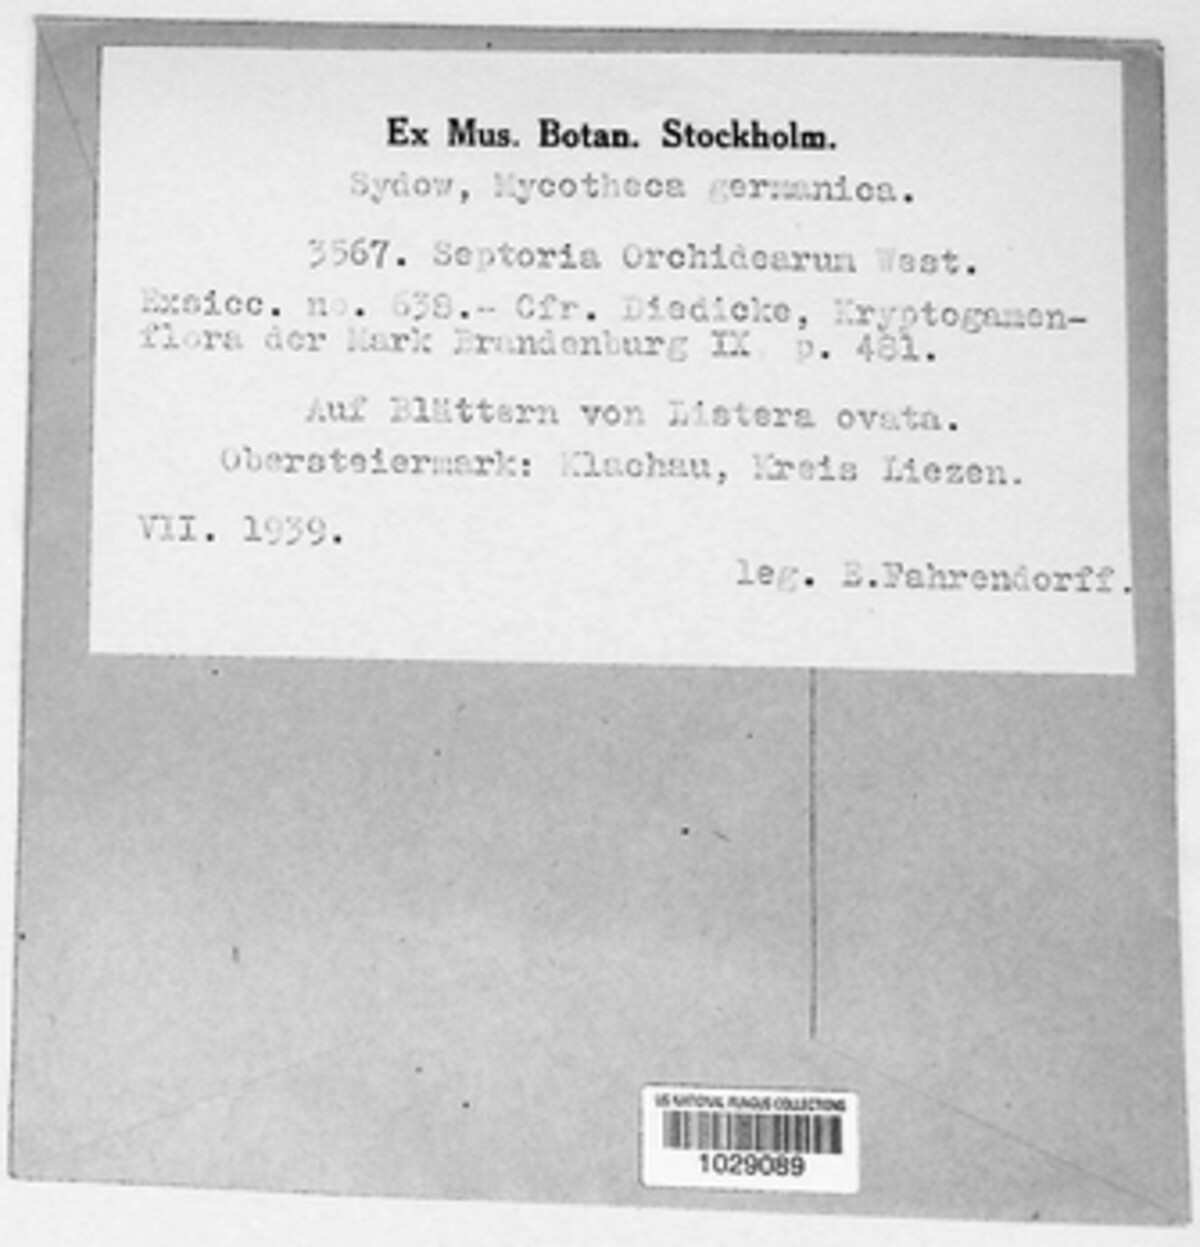 Ex Mus. Botan. Stockholm.
Sydow, Mycotheca germanica.
3567. Septoria Orchidearum West.
Exsicc. no. 638.- Cfr. Diedicke, Kryptogamen-
flora der Mark Brandenburg IX, p. 481.
Auf Blättern von Listera ovata.
Obersteiermark: Klachau, Kreis Liezen.
VII. 1939.
leg. E.Fahrendorff.
US NATIONAL FUNGUS COLLECTIONS
1029089